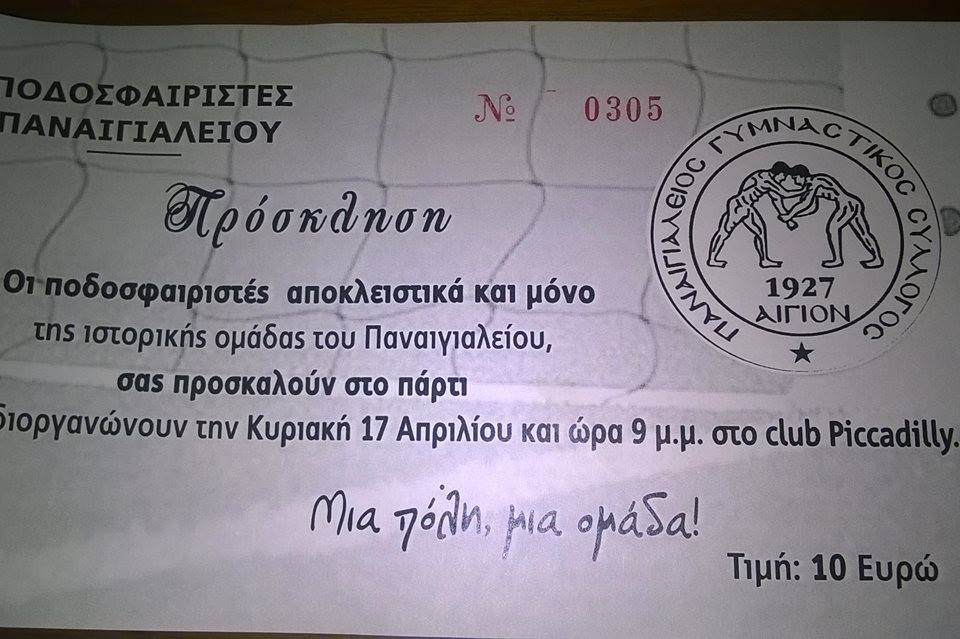 ΠΟΔΟΣΦΑΙΡΙΣΤΕΣ
ΠΑΝΑΙΓΙΑΛΕΙΟΥ
№ 0305
Πρόσκληση
ΠΑΝΑΙΓΙΑΛΕΙΟΣ ΓΥΜΝΑΣΤΙΚΟΣ ΣΥΛΛΟΓΟΣ
1927
ΑΙΓΙΟΝ
Οι ποδοσφαιριστές αποκλειστικά και μόνο
της ιστορικής ομάδας του Παναιγιαλείου,
σας προσκαλούν στο πάρτι
διοργανώνουν την Κυριακή 17 Απριλίου και ώρα 9 μ.μ. στο club Piccadilly.
Μια πόλη, μια ομάδα!
Τιμή: 10 Ευρώ